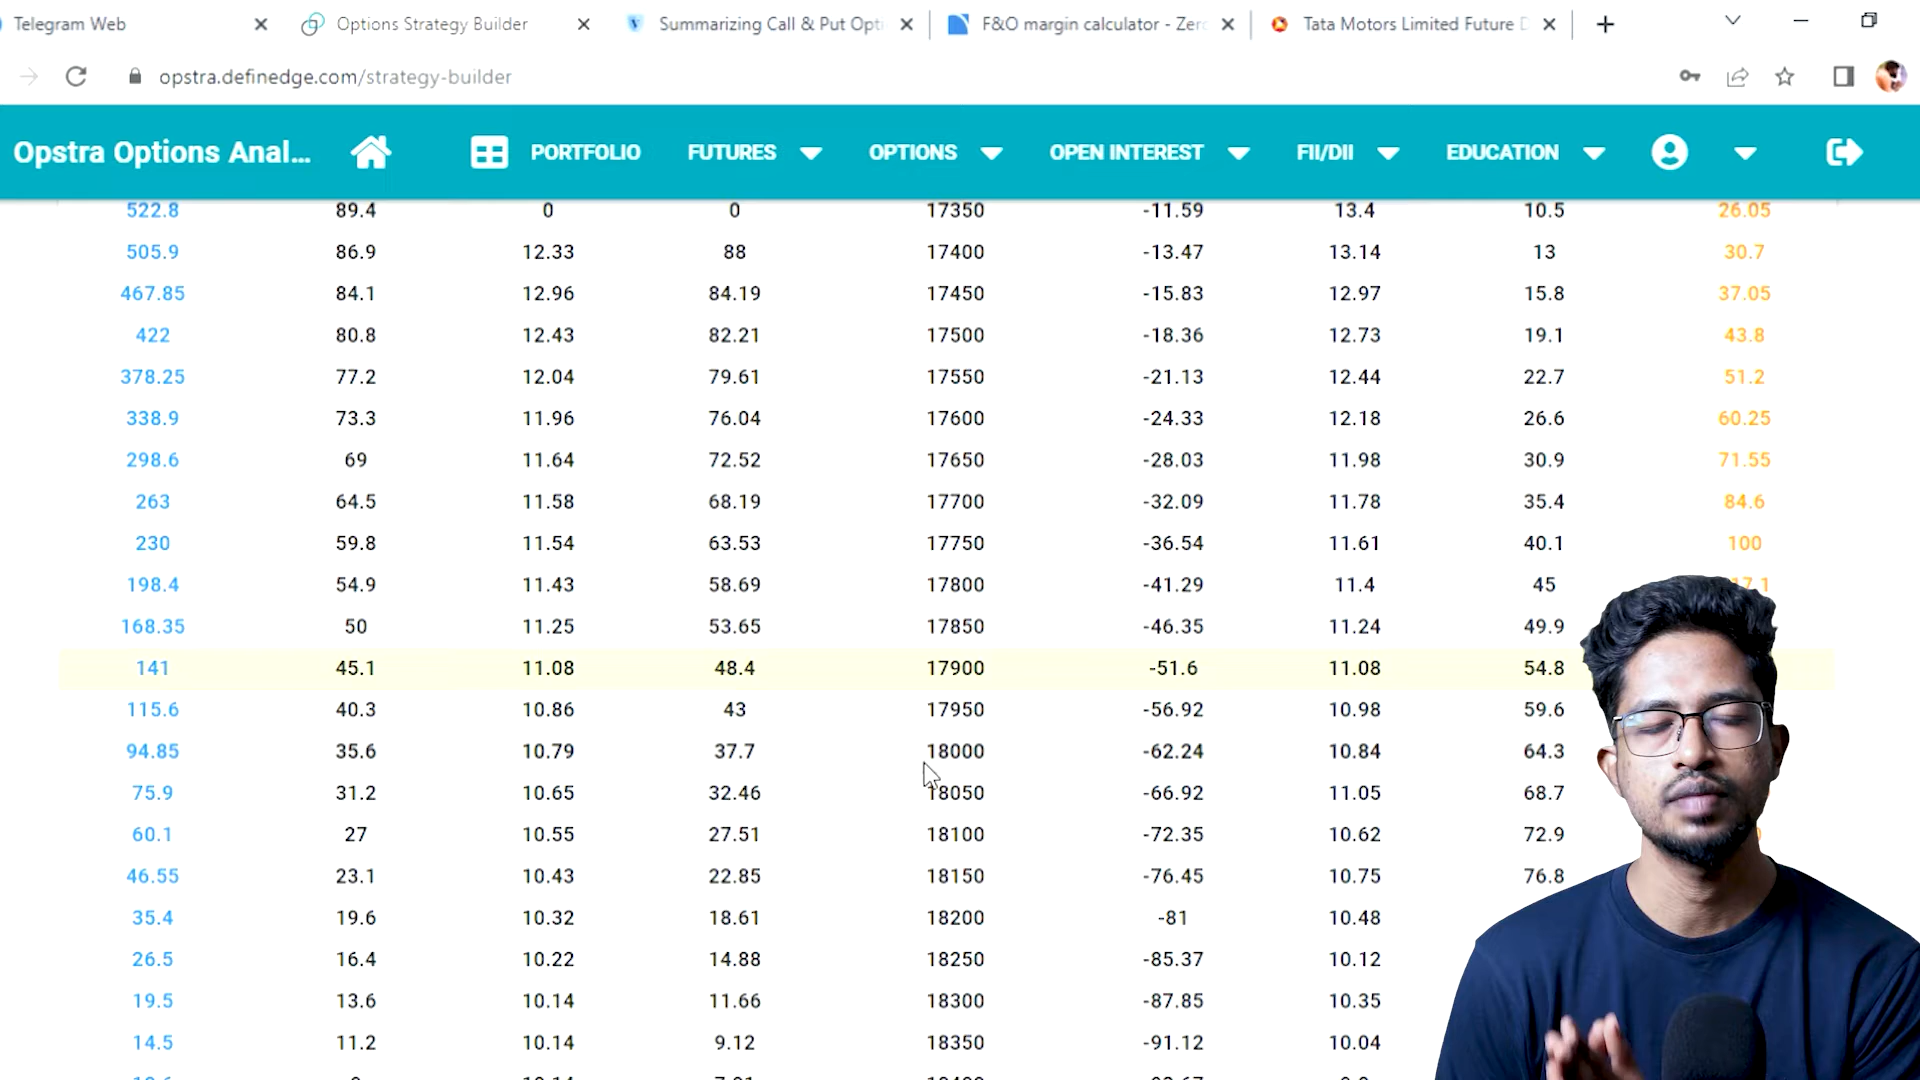 Telegram Web
Options Strategy Builder
Summarizing Call & Put Opti
F&O margin calculator - Zero
Tata Motors Limited Future D
opstra.definedge.com/strategy-builder
Opstra Options Anal... PORTFOLIO FUTURES OPTIONS OPEN INTEREST FII/DII EDUCATION
522.8 89.4 0 0 17350 -11.59 13.4 10.5 26.05
505.9 86.9 12.33 88 17400 -13.47 13.14 13 30.7
467.85 84.1 12.96 84.19 17450 -15.83 12.97 15.8 37.05
422 80.8 12.43 82.21 17500 -18.36 12.73 19.1 43.8
378.25 77.2 12.04 79.61 17550 -21.13 12.44 22.7 51.2
338.9 73.3 11.96 76.04 17600 -24.33 12.18 26.6 60.25
298.6 69 11.64 72.52 17650 -28.03 11.98 30.9 71.55
263 64.5 11.58 68.19 17700 -32.09 11.78 35.4 84.6
230 59.8 11.54 63.53 17750 -36.54 11.61 40.1 100
198.4 54.9 11.43 58.69 17800 -41.29 11.4 45
168.35 50 11.25 53.65 17850 -46.35 11.24 49.9
141 45.1 11.08 48.4 17900 -51.6 11.08 54.8
115.6 40.3 10.86 43 17950 -56.92 10.98 59.6
94.85 35.6 10.79 37.7 18000 -62.24 10.84 64.3
75.9 31.2 10.65 32.46 18050 -66.92 11.05 68.7
60.1 27 10.55 27.51 18100 -72.35 10.62 72.9
46.55 23.1 10.43 22.85 18150 -76.45 10.75 76.8
35.4 19.6 10.32 18.61 18200 -81 10.48
26.5 16.4 10.22 14.88 18250 -85.37 10.12
19.5 13.6 10.14 11.66 18300 -87.85 10.35
14.5 11.2 10.14 9.12 18350 -91.12 10.04